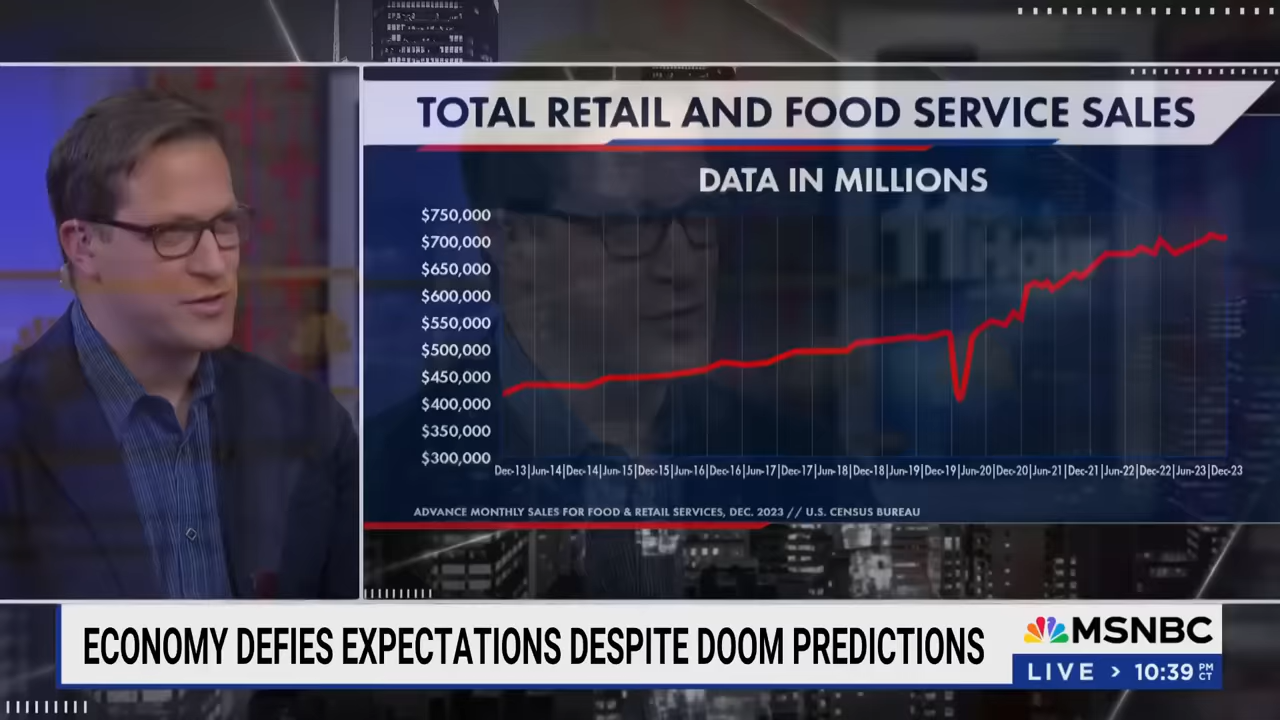 TOTAL RETAIL AND FOOD SERVICE SALES
DATA IN MILLIONS
$750,000
$700,000
$650,000
$600,000
$550,000
$500,000
$450,000
$400,000
$350,000
$300,000
Dec-13|Jun-14|Dec-14|Jun-15|Dec-15|Jun-16|Dec-16|Jun-17|Dec-17|Jun-18|Dec-18|Jun-19|Dec-19|Jun-20|Dec-20|Jun-21|Dec-21|Jun-22|Dec-22|Jun-23|Dec-23
ADVANCE MONTHLY SALES FOR FOOD & RETAIL SERVICES, DEC. 2023 // U.S. CENSUS BUREAU
11th Hour
ECONOMY DEFIES EXPECTATIONS DESPITE DOOM PREDICTIONS
MSNBC
LIVE > 10:39 PM CT